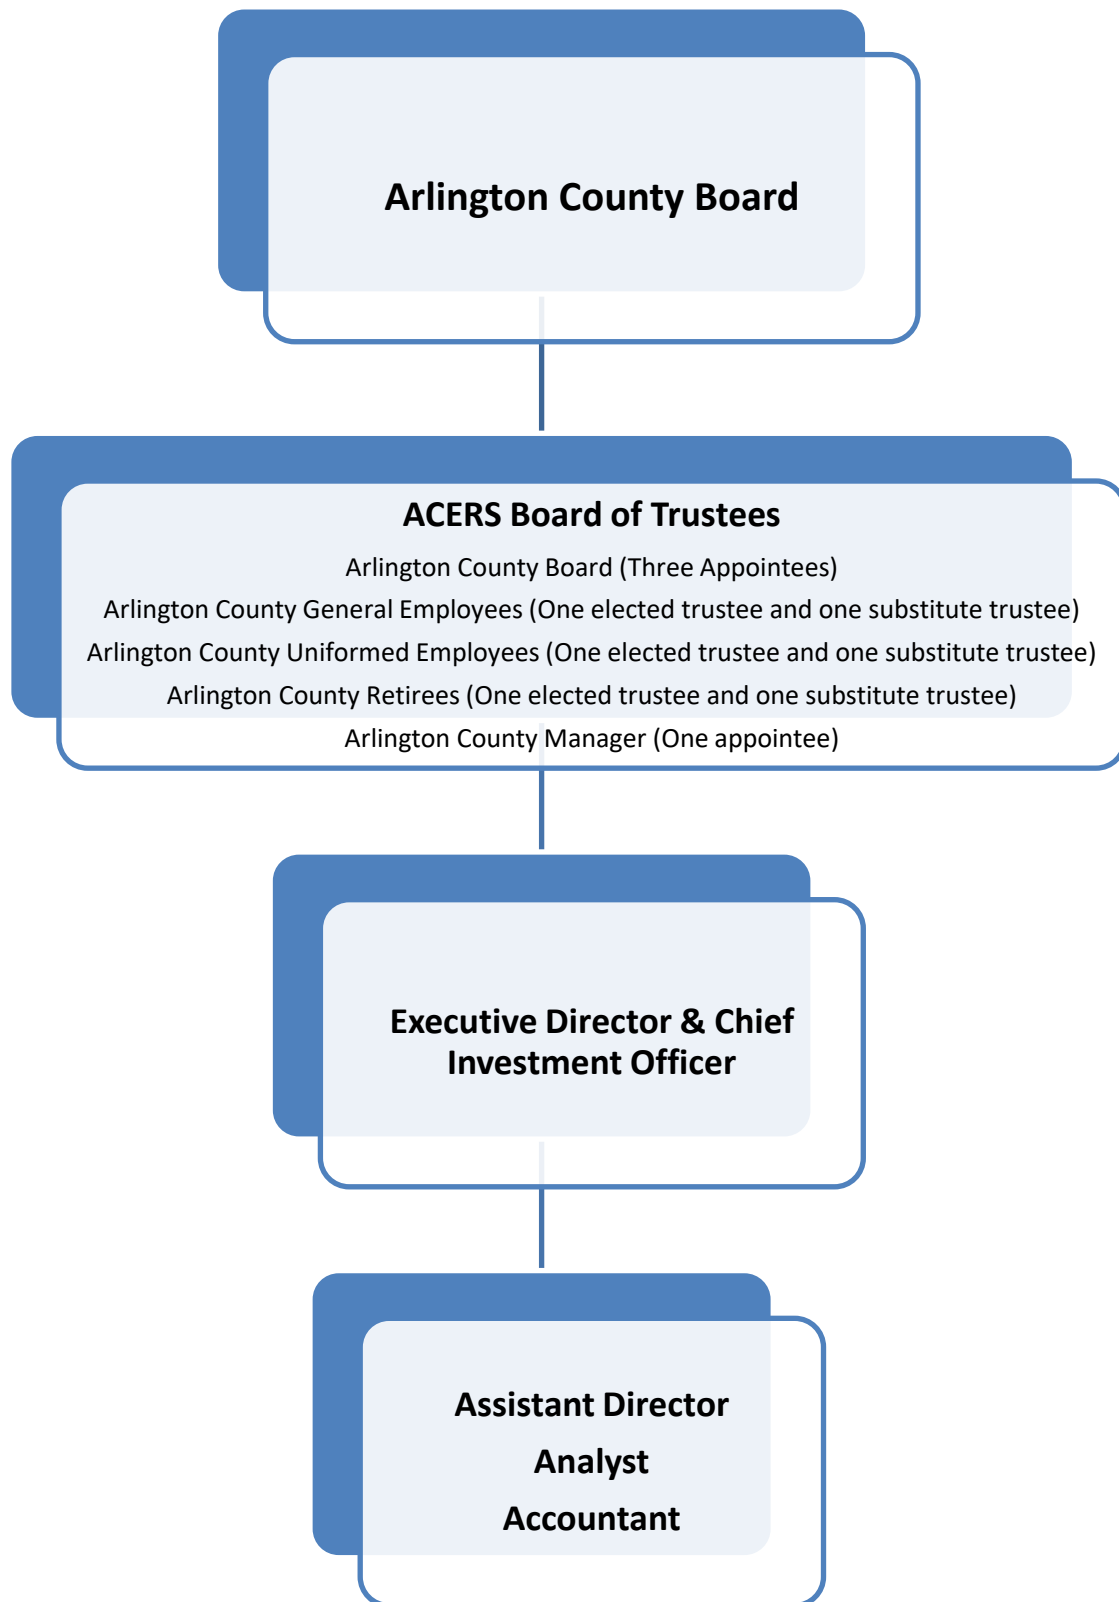 Arlington County Board
ACERS Board of Trustees
Arlington County Board (Three Appointees)
Arlington County General Employees (One elected trustee and one substitute trustee)
Arlington County Uniformed Employees (One elected trustee and one substitute trustee)
Arlington County Retirees (One elected trustee and one substitute trustee)
Arlington County Manager (One appointee)
Executive Director & Chief
Investment Officer
Assistant Director
Analyst
Accountant